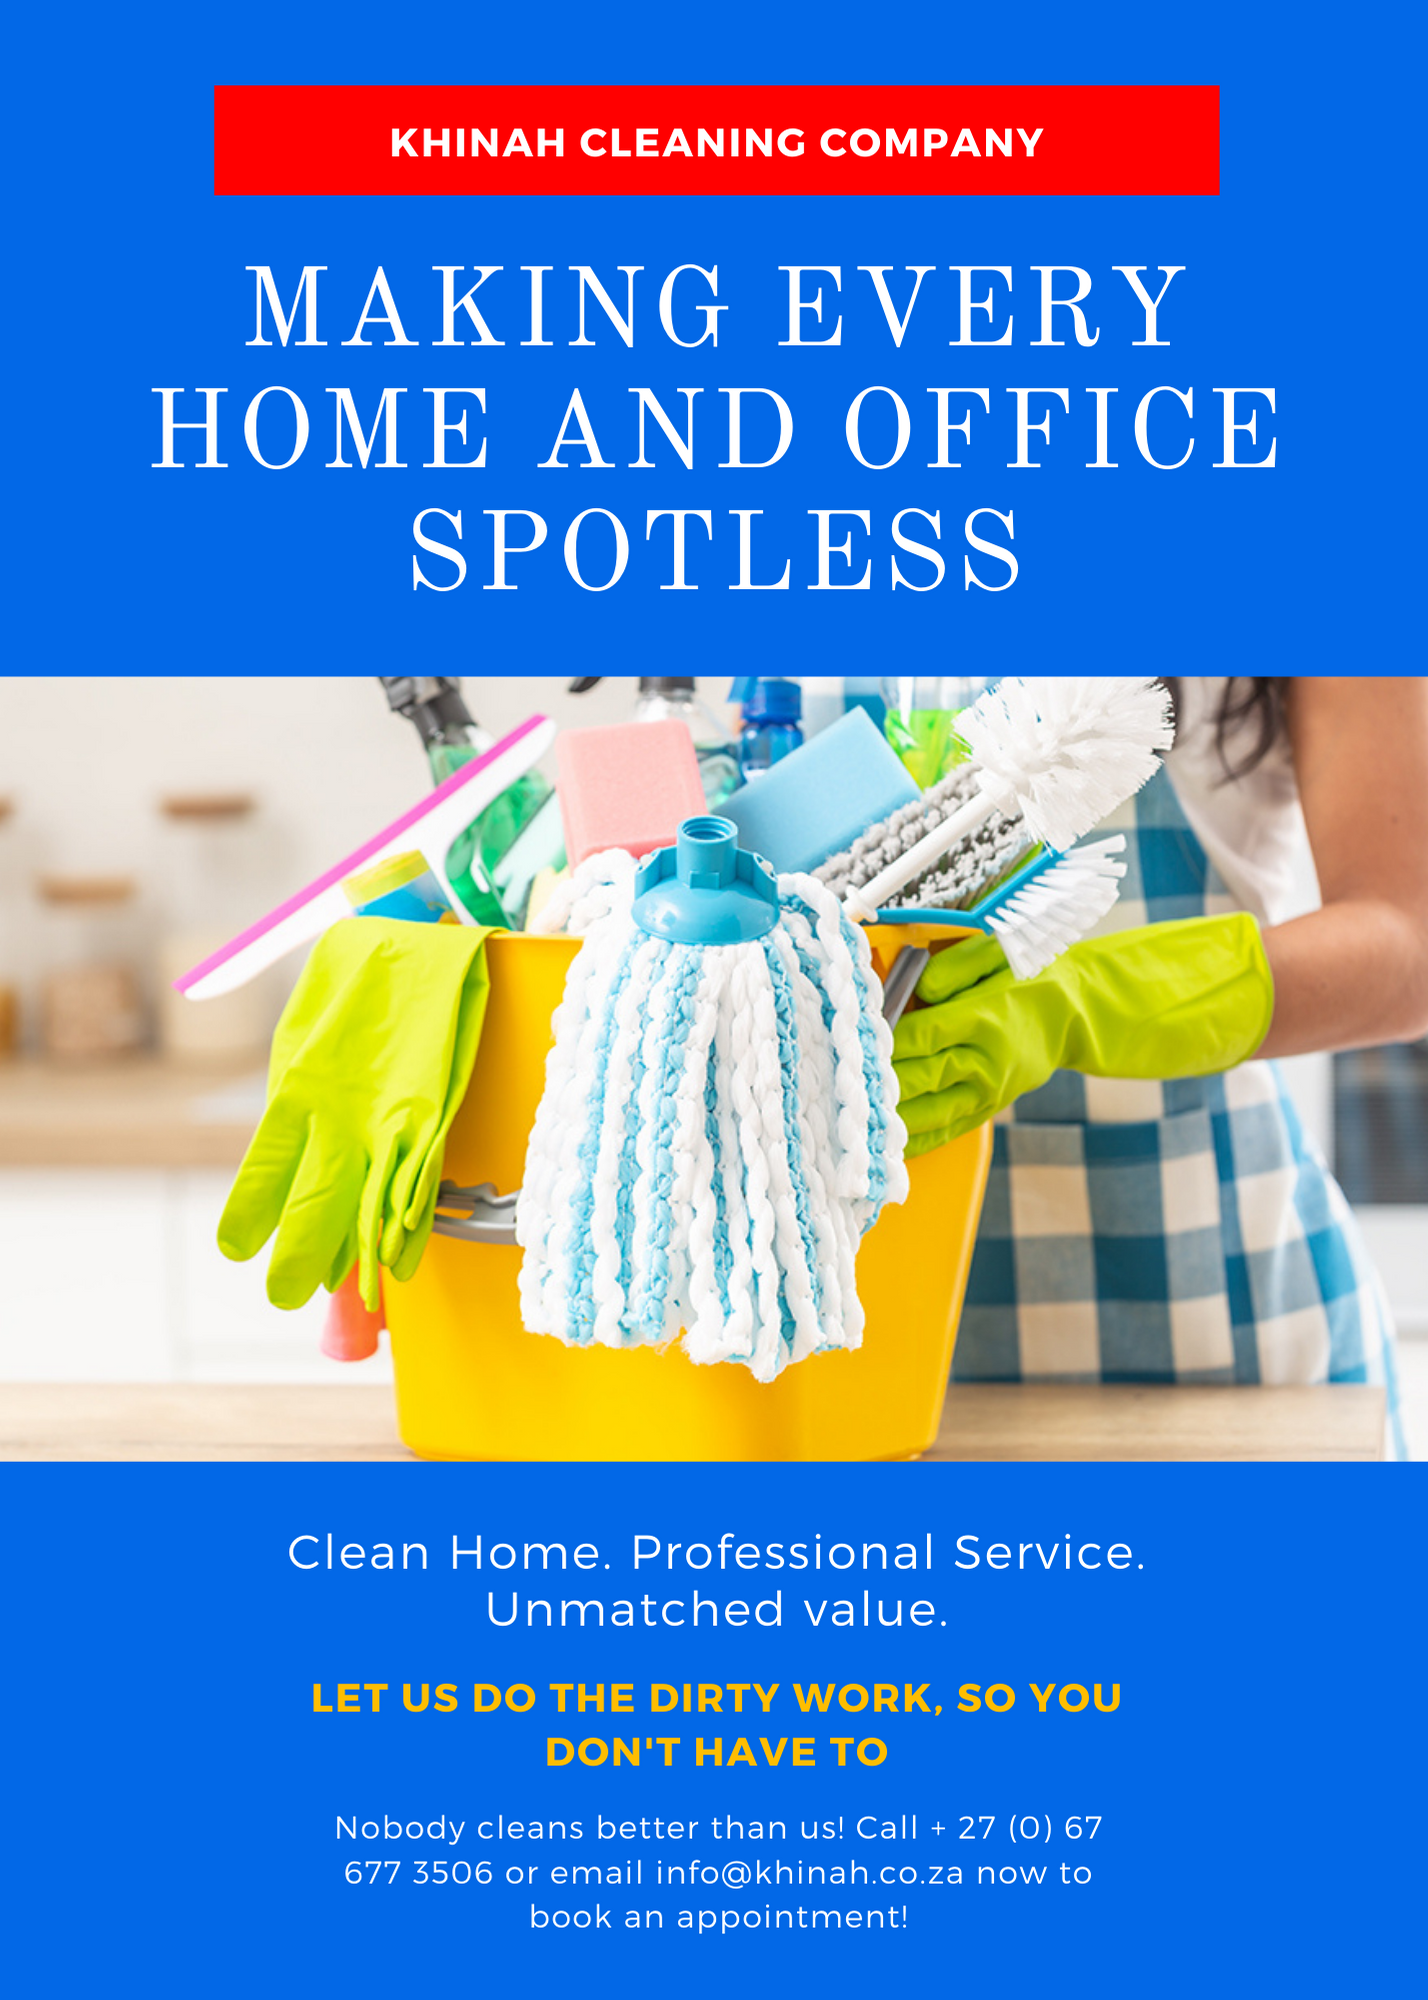 KHINAH CLEANING COMPANY
MAKING EVERY
HOME AND OFFICE
SPOTLESS
Clean Home. Professional Service.
Unmatched value.
LET US DO THE DIRTY WORK, SO YOU
DON'T HAVE TO
Nobody cleans better than us! Call + 27 (0) 67
677 3506 or email info@khinah.co.za now to
book an appointment!